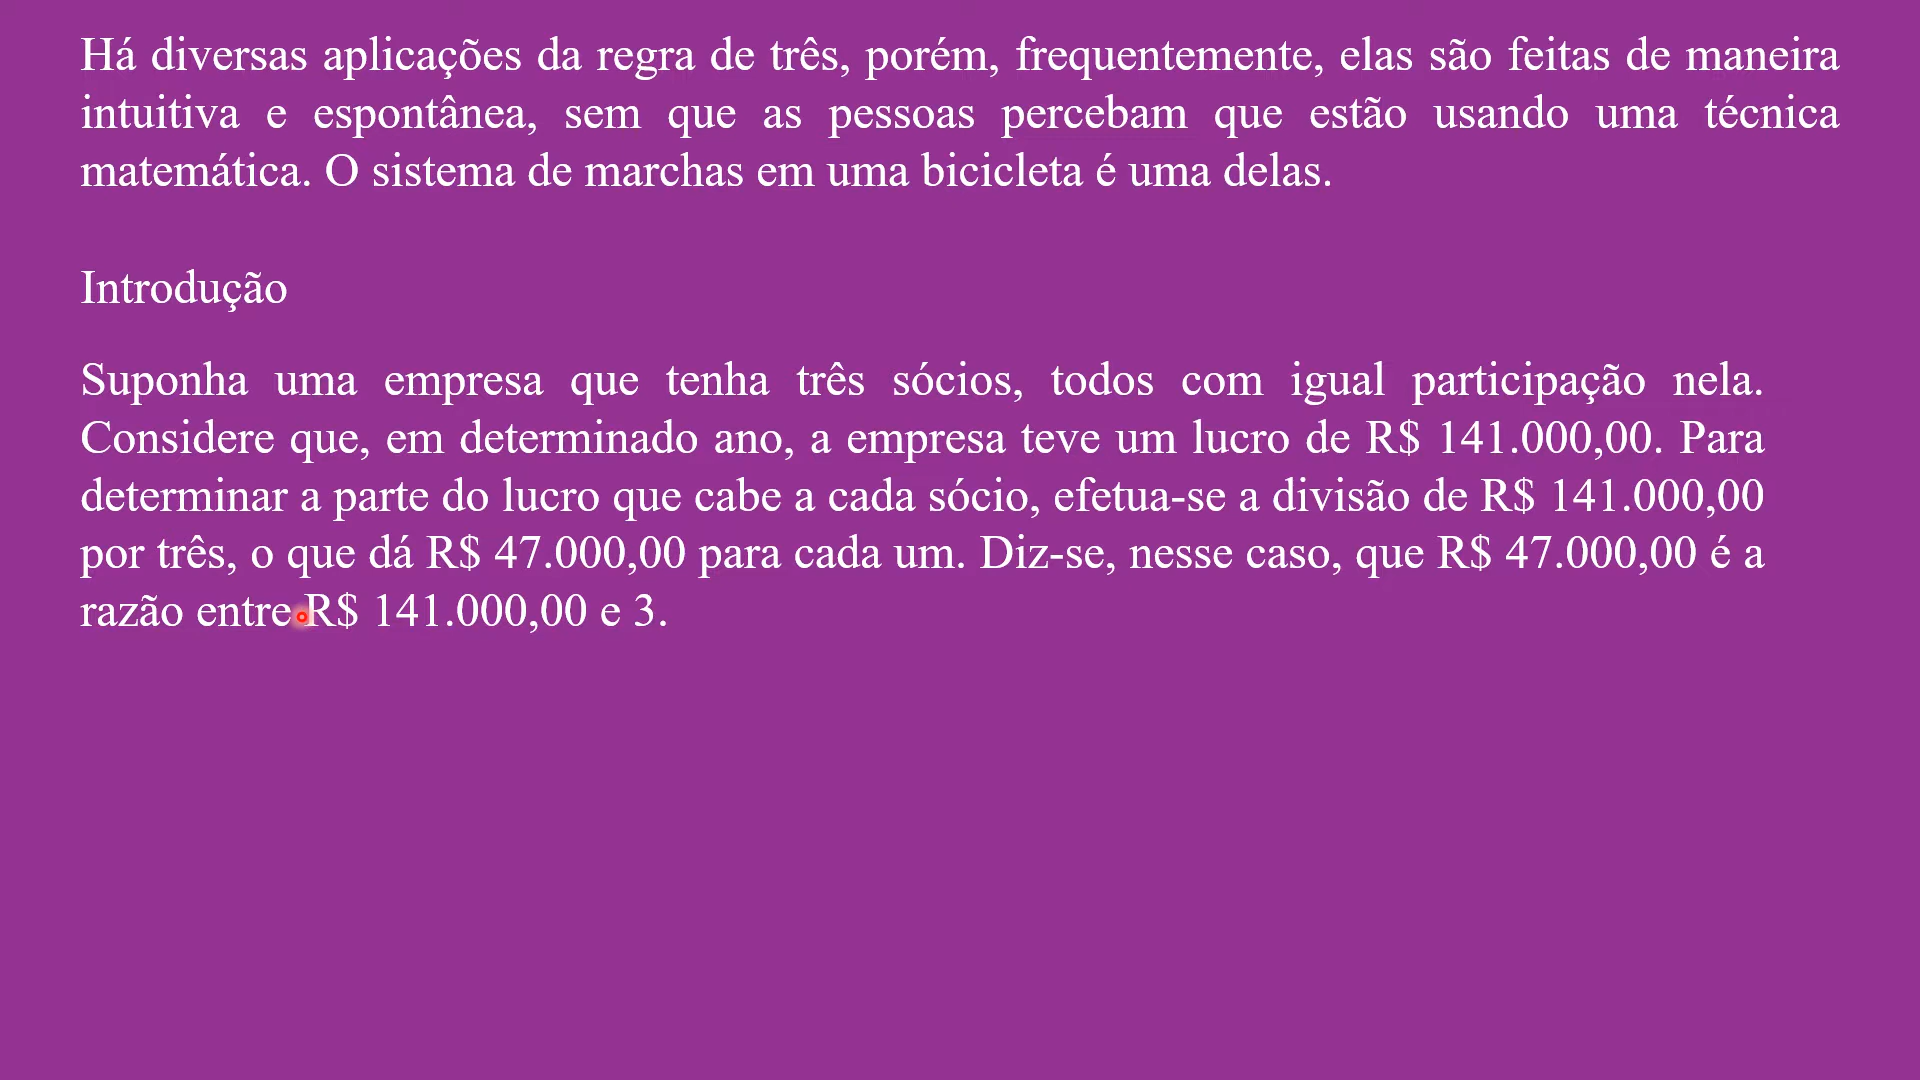 Há diversas aplicações da regra de três, porém, frequentemente, elas são feitas de maneira
intuitiva e espontânea, sem que as pessoas percebam que estão usando uma técnica
matemática. O sistema de marchas em uma bicicleta é uma delas.
Introdução
Suponha uma empresa que tenha três sócios, todos com igual participação nela.
Considere que, em determinado ano, a empresa teve um lucro de R$ 141.000,00. Para
determinar a parte do lucro que cabe a cada sócio, efetua-se a divisão de R$ 141.000,00
por três, o que dá R$ 47.000,00 para cada um. Diz-se, nesse caso, que R$ 47.000,00 é a
razão entre R$ 141.000,00 e 3.